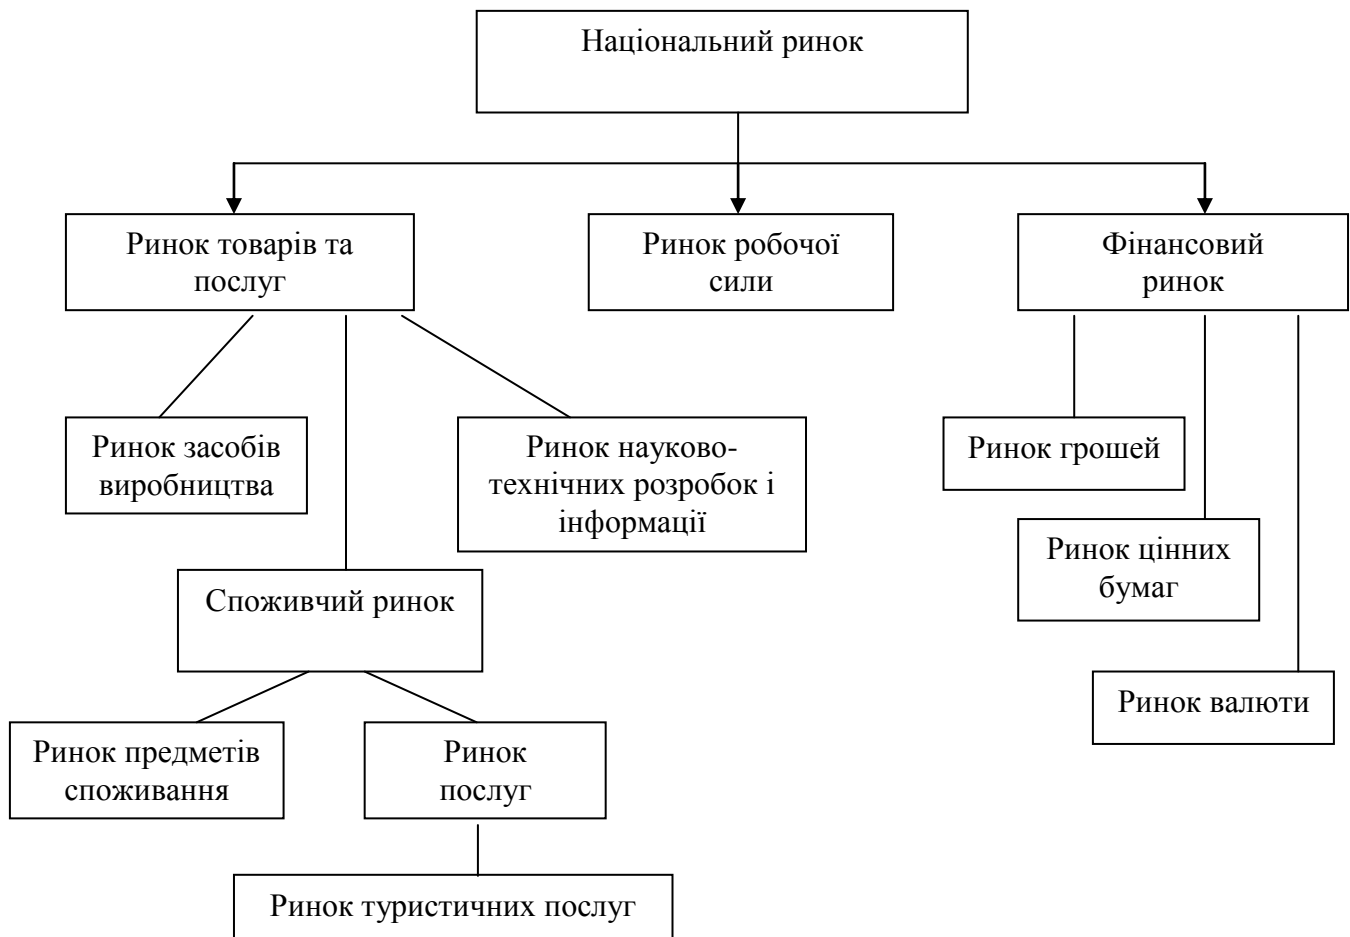 Національний ринок
Ринок товарів та
послуг
Ринок робочої
сили
Фінансовий
ринок
Ринок засобів
виробництва
Ринок науково-
технічних розробок і
інформації
Ринок грошей
Ринок цінних
бумаг
Споживчий ринок
Ринок валюти
Ринок предметів
споживання
Ринок
послуг
Ринок туристичних послуг